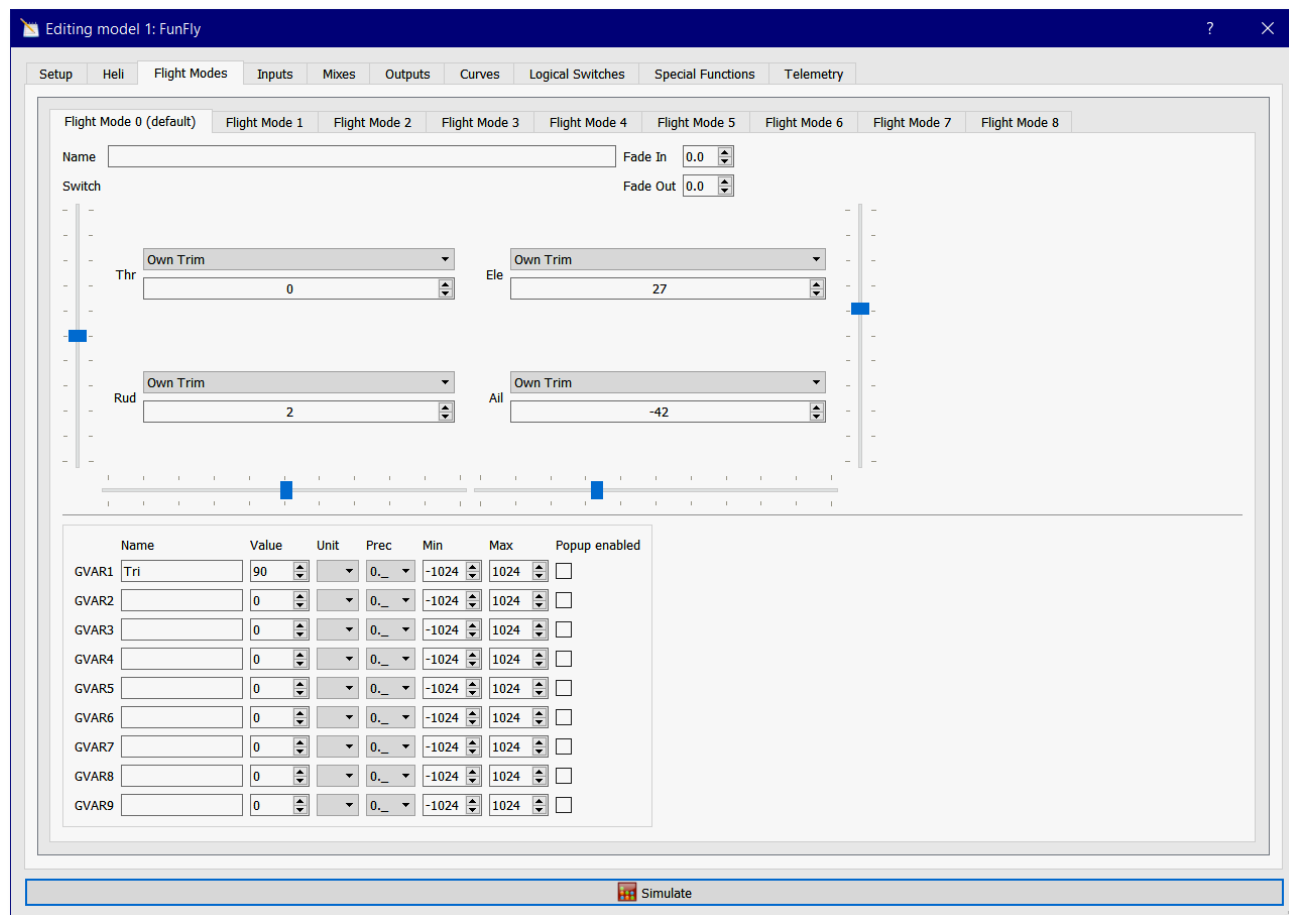 Editing model 1: FunFly ?
Setup Heli Flight Modes Inputs Mixes Outputs Curves Logical Switches Special Functions Telemetry
Flight Mode 0 (default) Flight Mode 1 Flight Mode 2 Flight Mode 3 Flight Mode 4 Flight Mode 5 Flight Mode 6 Flight Mode 7 Flight Mode 8
Name Fade In 0.0
Switch Fade Out 0.0
Own Trim Own Trim
Thr Ele
0 27
Own Trim Own Trim
Rud Ail
2 -42
Name Value Unit Prec Min Max Popup enabled
GVAR1 Tri 90 0._ -1024 1024
GVAR2 0 0._ -1024 1024
GVAR3 0 0._ -1024 1024
GVAR4 0 0._ -1024 1024
GVAR5 0 0._ -1024 1024
GVAR6 0 0._ -1024 1024
GVAR7 0 0._ -1024 1024
GVAR8 0 0._ -1024 1024
GVAR9 0 0._ -1024 1024
Simulate